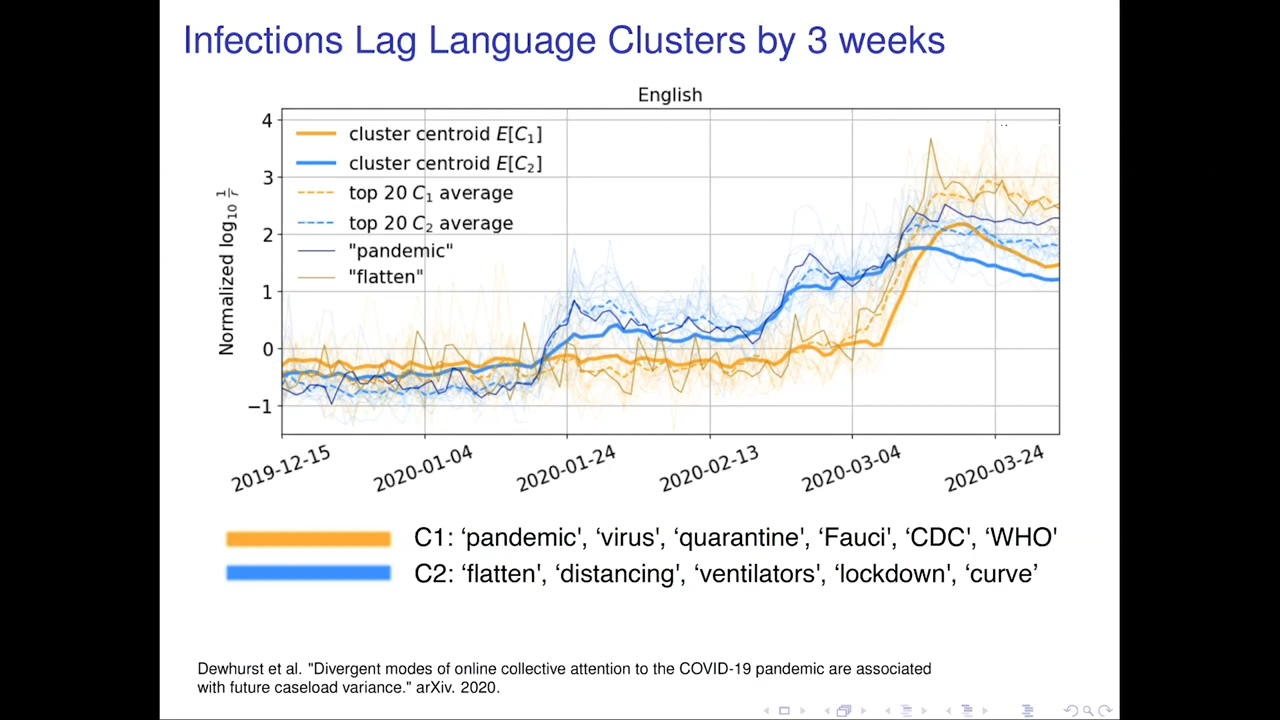 Infections Lag Language Clusters by 3 weeks
English
cluster centroid E[C₁]
cluster centroid E[C₂]
top 20 C₁ average
top 20 C₂ average
"pandemic"
"flatten"
Normalized log₁₀ 1/r
4
3
2
1
0
−1
2019-12-15
2020-01-04
2020-01-24
2020-02-13
2020-03-04
2020-03-24
C1: ‘pandemic', ‘virus', ‘quarantine', ‘Fauci', ‘CDC', ‘WHO'
C2: ‘flatten', ‘distancing', ‘ventilators', ‘lockdown', ‘curve’
Dewhurst et al. "Divergent modes of online collective attention to the COVID-19 pandemic are associated
with future caseload variance." arXiv. 2020.